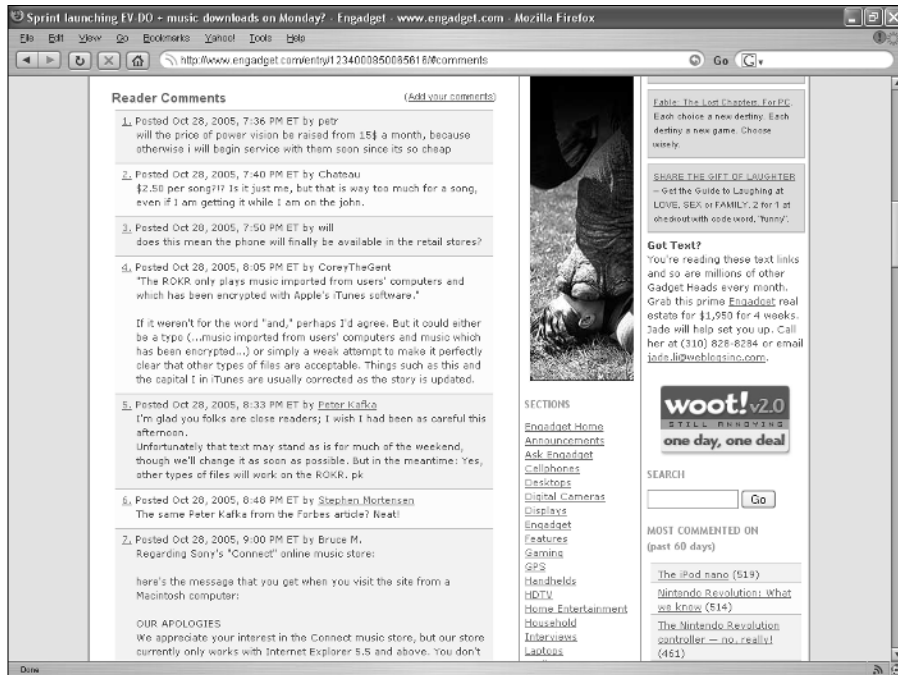 Sprint launching EV-DO + music downloads on Monday? - Engadget - www.engadget.com - Mozilla Firefox
File Edit View Go Bookmarks Yahoo! Tools Help
http://www.engadget.com/entry/1234000850065616/#comments
Go
Reader Comments
(Add your comments)
1. Posted Oct 28, 2005, 7:36 PM ET by petr
will the price of power vision be raised from 15$ a month, because
otherwise i will begin service with them soon since its so cheap
2. Posted Oct 28, 2005, 7:40 PM ET by Chateau
$2.50 per song?!? Is it just me, but that is way too much for a song,
even if I am getting it while I am on the john.
3. Posted Oct 28, 2005, 7:50 PM ET by will
does this mean the phone will finally be available in the retail stores?
4. Posted Oct 28, 2005, 8:05 PM ET by CoreyTheGent
"The ROKR only plays music imported from users' computers and
which has been encrypted with Apple's iTunes software."
If it weren't for the word "and," perhaps I'd agree. But it could either
be a typo (...music imported from users' computers and music which
has been encrypted...) or simply a weak attempt to make it perfectly
clear that other types of files are acceptable. Things such as this and
the capital I in iTunes are usually corrected as the story is updated.
5. Posted Oct 28, 2005, 8:33 PM ET by Peter Kafka
I'm glad you folks are close readers; I wish I had been as careful this
afternoon.
Unfortunately that text may stand as is for much of the weekend,
though we'll change it as soon as possible. But in the meantime: Yes,
other types of files will work on the ROKR. pk
6. Posted Oct 28, 2005, 8:48 PM ET by Stephen Mortensen
The same Peter Kafka from the Forbes article? Neat!
7. Posted Oct 28, 2005, 9:00 PM ET by Bruce M.
Regarding Sony's "Connect" online music store:
here's the message that you get when you visit the site from a
Macintosh computer:
OUR APOLOGIES
We appreciate your interest in the Connect music store, but our store
currently only works with Internet Explorer 5.5 and above. You don't
SECTIONS
Engadget Home
Announcements
Ask Engadget
Cellphones
Desktops
Digital Cameras
Displays
Engadget
Features
Gaming
GPS
Handhelds
HDTV
Home Entertainment
Household
Interviews
Laptops
Fable: The Lost Chapters. For PC.
Each choice a new destiny. Each
destiny a new game. Choose
wisely.
SHARE THE GIFT OF LAUGHTER
– Get the Guide to Laughing at
LOVE, SEX or FAMILY. 2 for 1 at
checkout with code word, "funny".
Got Text?
You're reading these text links
and so are millions of other
Gadget Heads every month.
Grab this prime Engadget real
estate for $1,950 for 4 weeks.
Jade will help set you up. Call
her at (310) 828-8284 or email
jade.li@weblogsinc.com.
woot! v2.0
STILL ANNOYING
one day, one deal
SEARCH
Go
MOST COMMENTED ON
(past 60 days)
The iPod nano (519)
Nintendo Revolution: What
we know (514)
The Nintendo Revolution
controller — no, really!
(461)
Done